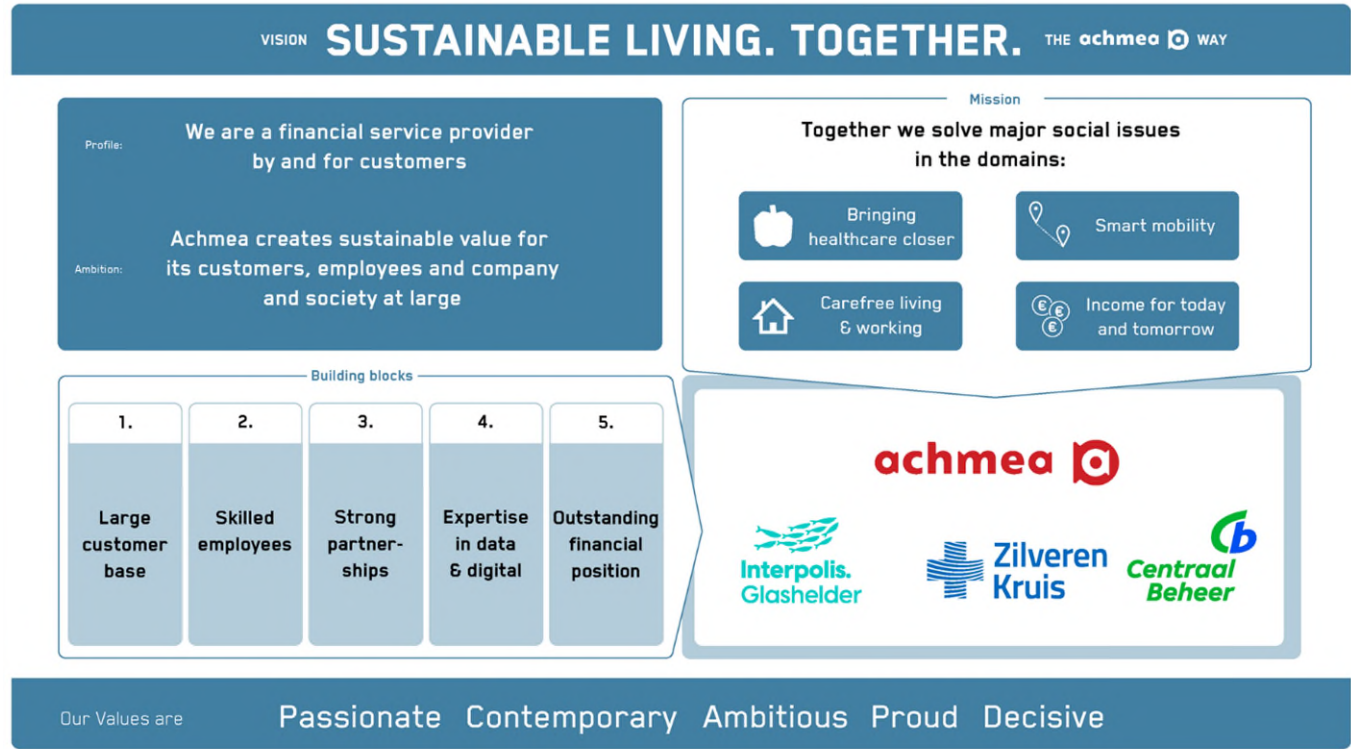 VISION SUSTAINABLE LIVING. TOGETHER. THE achmea WAY
Profile:
We are a financial service provider
by and for customers
Ambition:
Achmea creates sustainable value for
its customers, employees and company
and society at large
Mission
Together we solve major social issues
in the domains:
Bringing
healthcare closer
Smart mobility
Carefree living
& working
€ € €
Income for today
and tomorrow
Building blocks
1.
Large
customer
base
2.
Skilled
employees
3.
Strong
partner-
ships
4.
Expertise
in data
& digital
5.
Outstanding
financial
position
achmea
Interpolis.
Glashelder
Zilveren
Kruis
Cb
Centraal
Beheer
Our Values are Passionate Contemporary Ambitious Proud Decisive